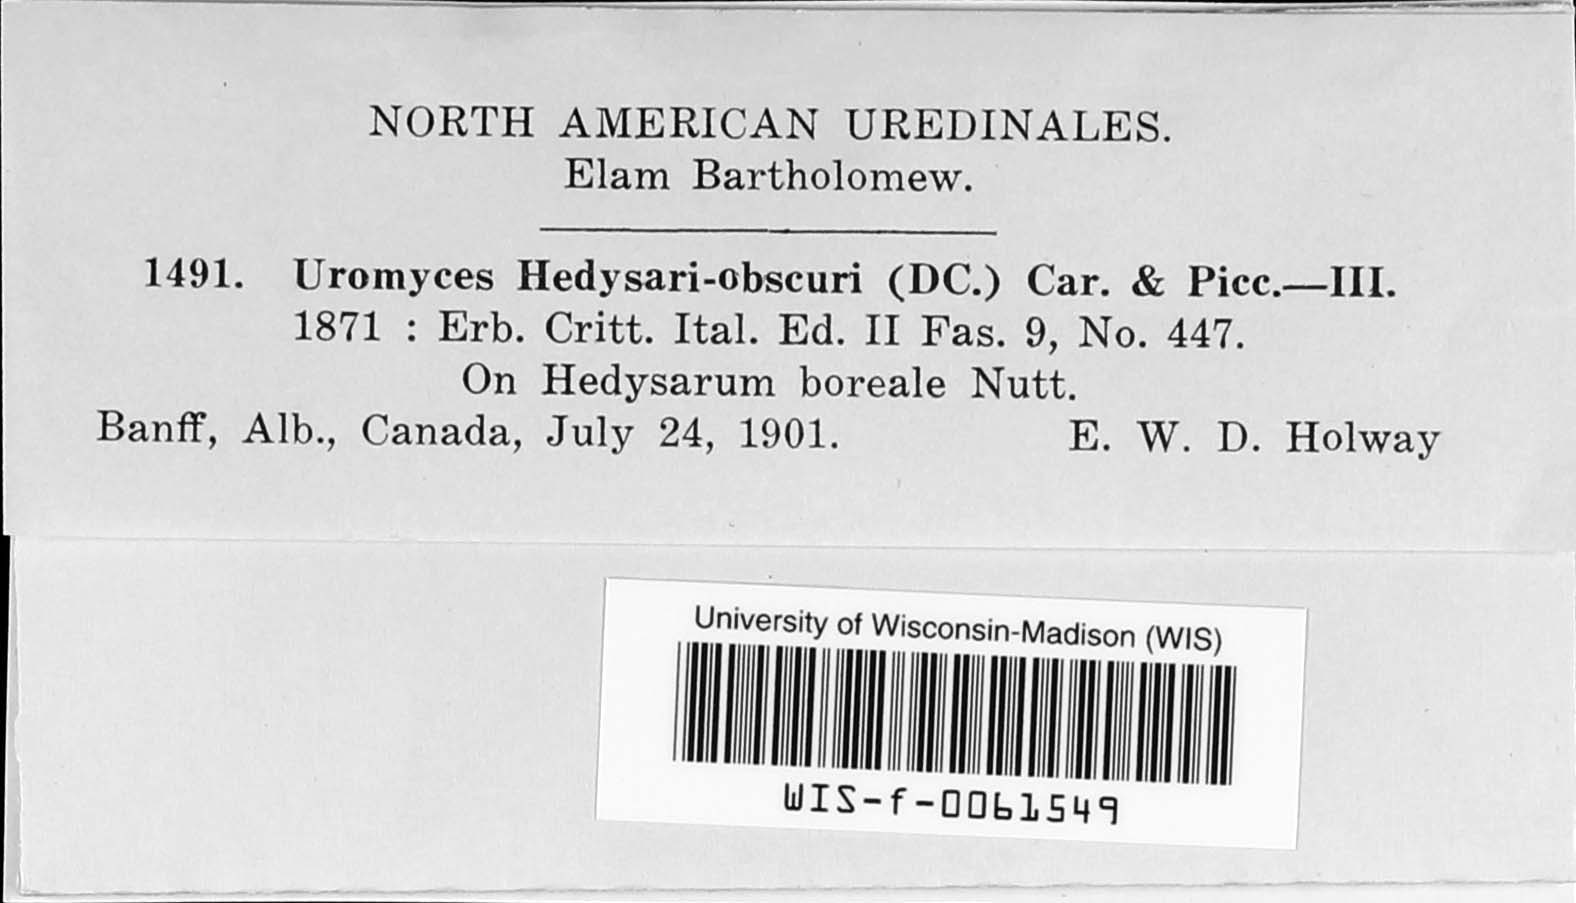 NORTH AMERICAN UREDINALES.
Elam Bartholomew.
1491. Uromyces Hedysari-obscuri (DC.) Car. & Picc.—III.
1871 : Erb. Critt. Ital. Ed. II Fas. 9, No. 447.
On Hedysarum boreale Nutt.
Banff, Alb., Canada, July 24, 1901. E. W. D. Holway
University of Wisconsin-Madison (WIS)
WIS-f-0061549